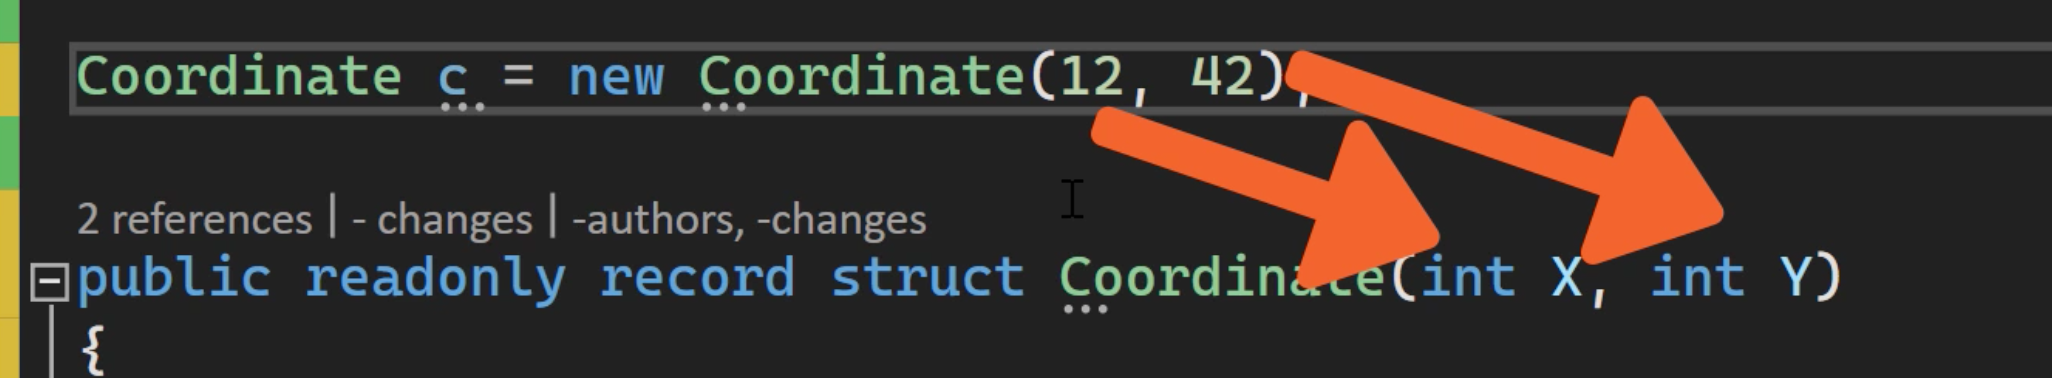 Coordinate c = new Coordinate(12, 42);
2 references | - changes | -authors, -changes
public readonly record struct Coordinate(int X, int Y)
{